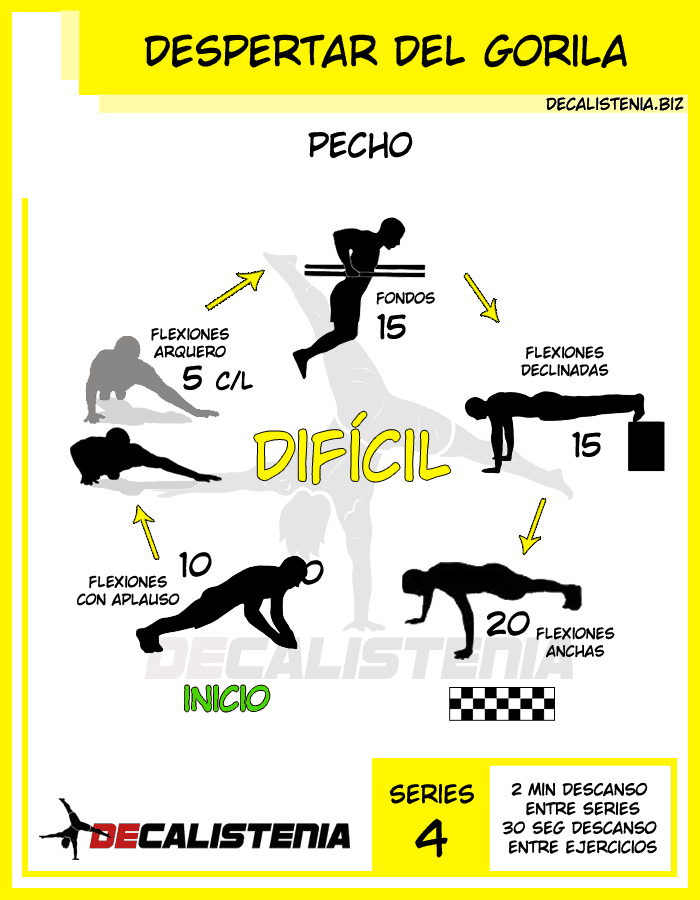 DESPERTAR DEL GORILA
DECALISTENIA.BIZ
PECHO
FONDOS
15
FLEXIONES
ARQUERO
5 C/L
FLEXIONES
DECLINADAS
15
DIFÍCIL
10
FLEXIONES
CON APLAUSO
20
FLEXIONES
ANCHAS
DECALISTENIA
INICIO
DECALISTENIA
SERIES
4
2 MIN DESCANSO
ENTRE SERIES
30 SEG DESCANSO
ENTRE EJERCICIOS